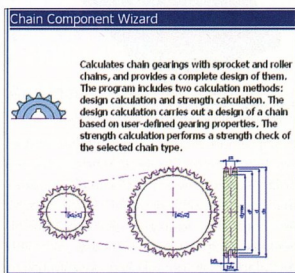 Chain Component Wizard
Calculates chain gearings with sprocket and roller
chains, and provides a complete design of them.
The program includes two calculation methods:
design calculation and strength calculation. The
design calculation carries out a design of a chain
based on user-defined gearing properties. The
strength calculation performs a strength check of
the selected chain type.